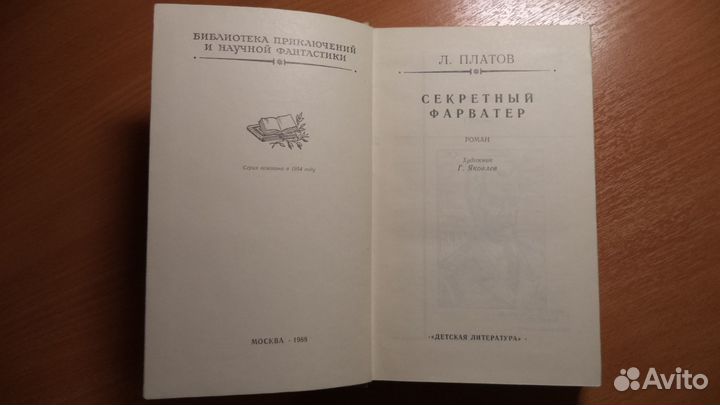 БИБЛИОТЕКА ПРИКЛЮЧЕНИЙ
И НАУЧНОЙ ФАНТАСТИКИ
Серия основана в 1954 году
МОСКВА - 1988
Л. ПЛАТОВ
СЕКРЕТНЫЙ
ФАРВАТЕР
РОМАН
Художник
Г. Яковлев
«ДЕТСКАЯ ЛИТЕРАТУРА»
Avito